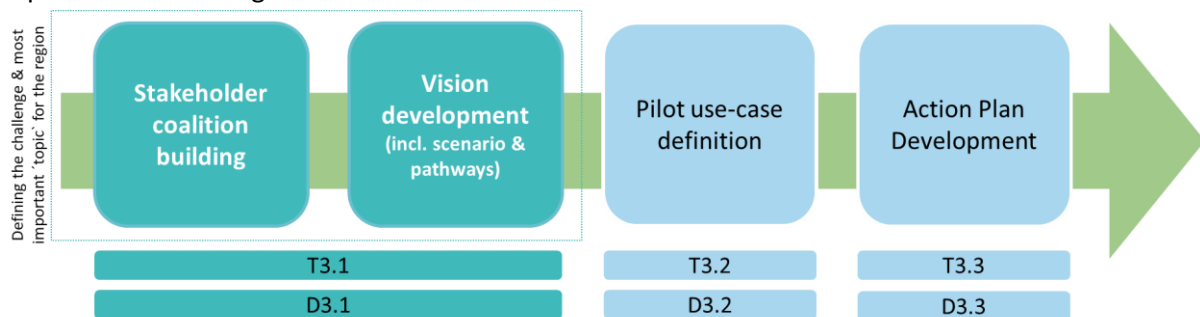 Defining the challenge & most
important `topic` for the region
Stakeholder
coalition
building
Vision
development
(incl. scenario &
pathways)
Pilot use-case
definition
Action Plan
Development
T3.1
T3.2
T3.3
D3.1
D3.2
D3.3